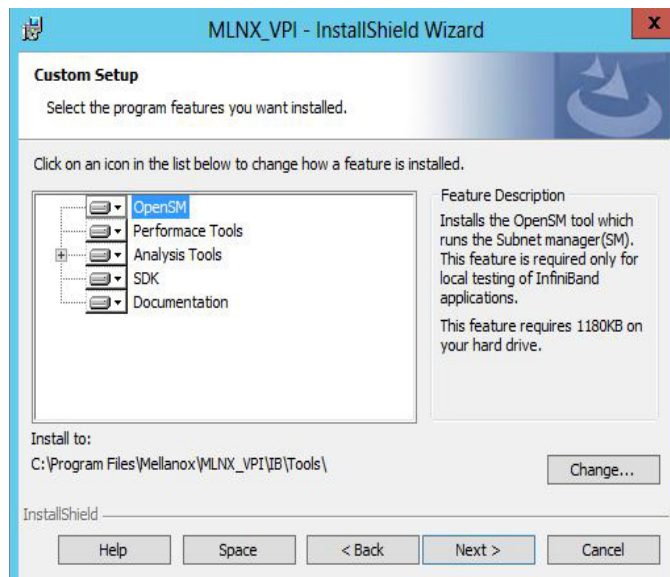 MLNX_VPI - InstallShield Wizard
x
Custom Setup
Select the program features you want installed.
Click on an icon in the list below to change how a feature is installed.
OpenSM
Performace Tools
Analysis Tools
SDK
Documentation
Feature Description
Installs the OpenSM tool which
runs the Subnet manager(SM).
This feature is required only for
local testing of InfiniBand
applications.
This feature requires 1180KB on
your hard drive.
Install to:
C:\Program Files\Mellanox\MLNX_VPI\IB\Tools\
Change...
InstallShield
Help
Space
< Back
Next >
Cancel